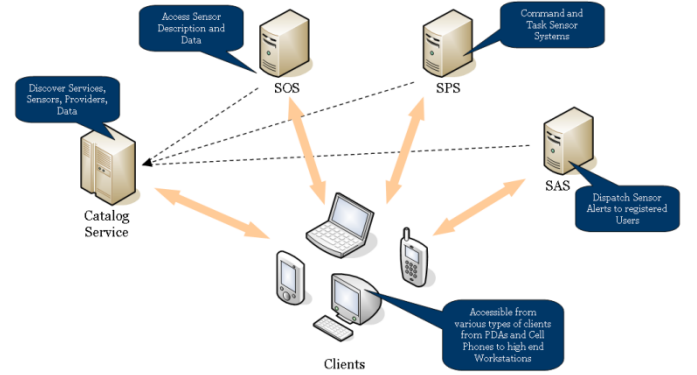 Access Sensor
Description and
Data
SOS
Command and
Task Sensor
Systems
SPS
Discover Services,
Sensors, Providers,
Data
Catalog
Service
SAS
Dispatch Sensor
Alerts to registered
Users
Accessible from
various types of clients
from PDAs and Cell
Phones to high end
Workstations
Clients